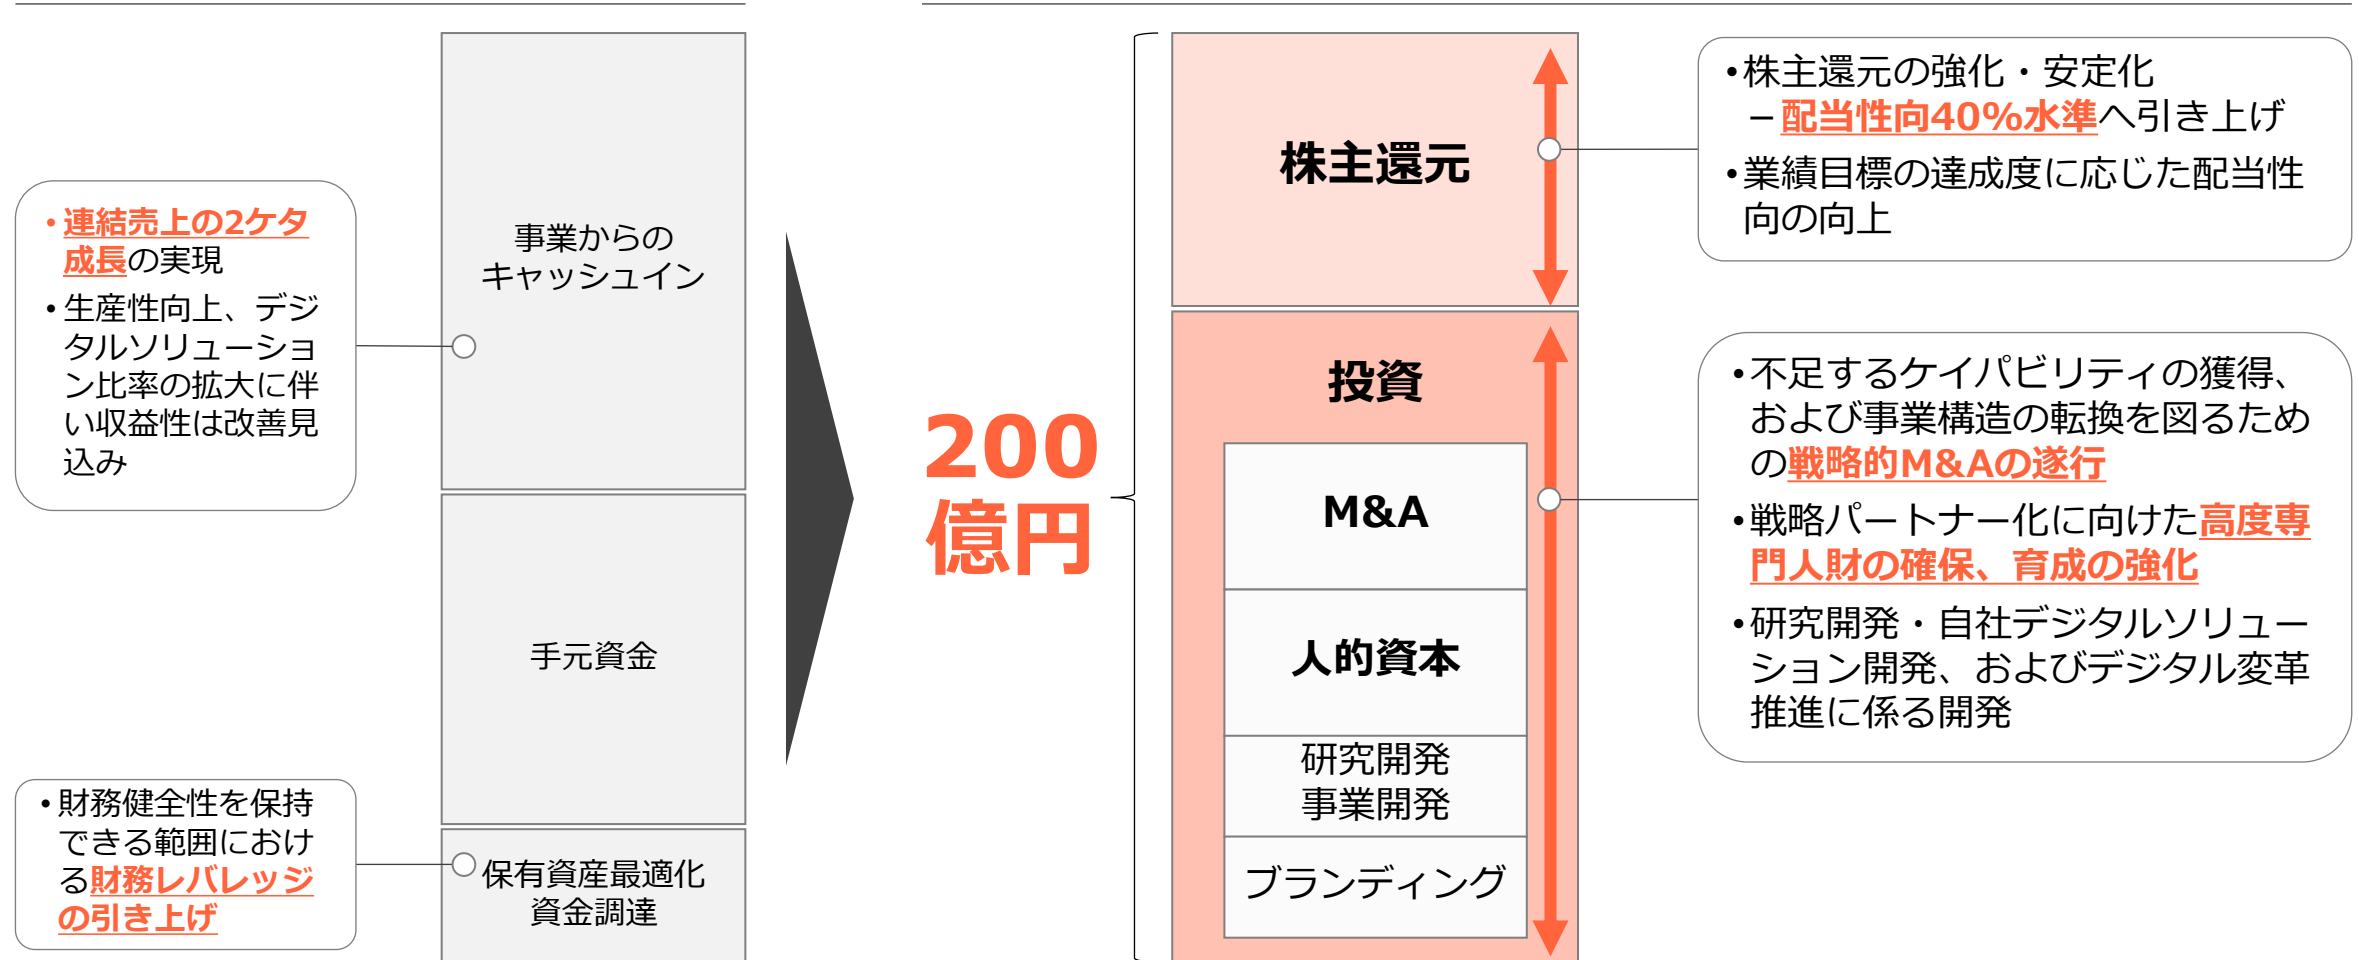 •連結売上の2ケタ
成長の実現
•生産性向上、デジ
タルソリューショ
ン比率の拡大に伴
い収益性は改善見
込み
•財務健全性を保持
できる範囲におけ
る財務レバレッジ
の引き上げ
事業からの
キャッシュイン
手元資金
保有資産最適化
資金調達
200
億円
株主還元
投資
M&A
人的資本
研究開発
事業開発
ブランディング
•株主還元の強化・安定化
–配当性向40%水準へ引き上げ
•業績目標の達成度に応じた配当性
向の向上
•不足するケイパビリティの獲得、
および事業構造の転換を図るため
の戦略的M&Aの遂行
•戦略パートナー化に向けた高度専
門人財の確保、育成の強化
•研究開発・自社デジタルソリュー
ション開発、およびデジタル変革
推進に係る開発